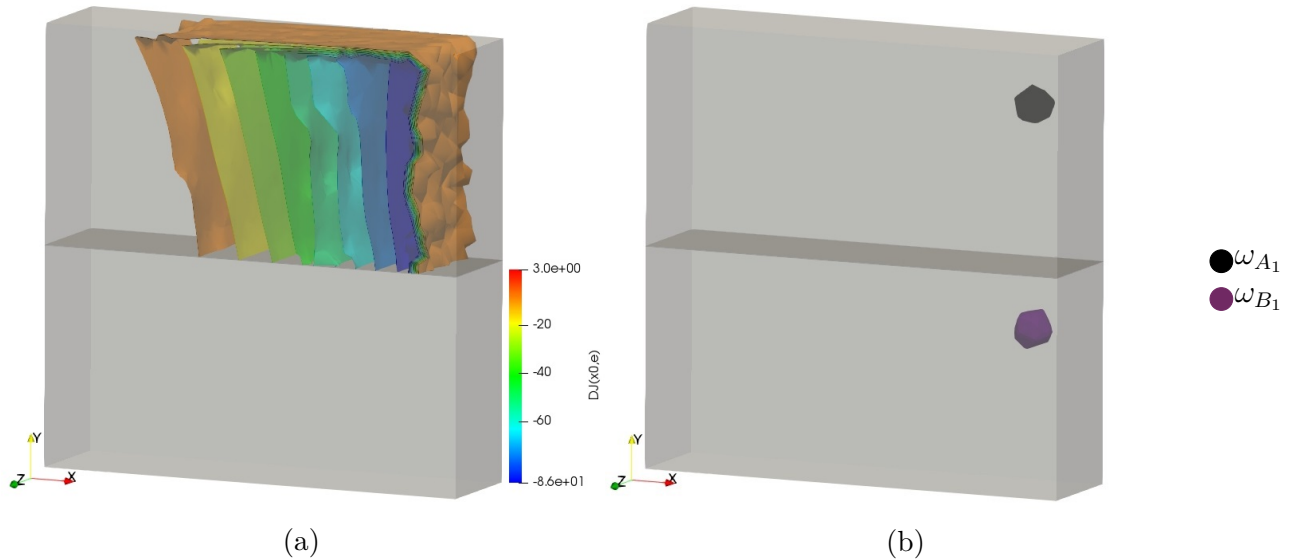 3.0e+00
-20
-40
-60
-8.6e+01
DJ(x0,e)
Y
Z
X
Y
Z
X
ω_{A_1}
ω_{B_1}
(a)
(b)